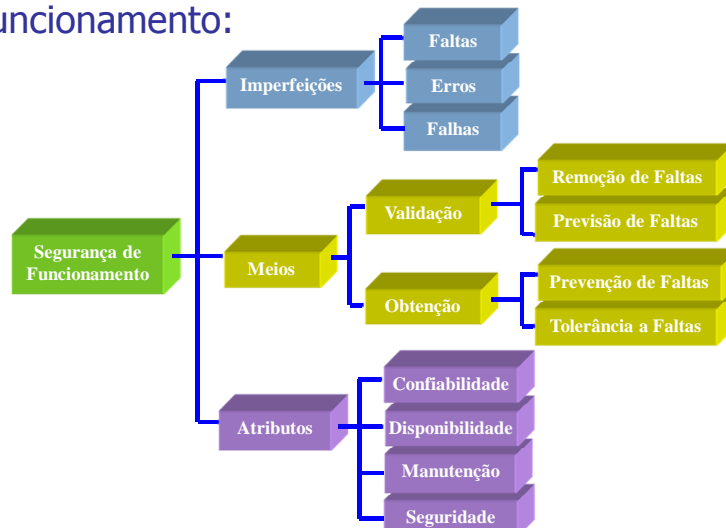 uncionamento:
Faltas
Imperfeições
Erros
Falhas
Remoção de Faltas
Validação
Previsão de Faltas
Segurança de
Funcionamento
Meios
Prevenção de Faltas
Obtenção
Tolerância a Faltas
Confiabilidade
Atributos
Disponibilidade
Manutenção
Seguridade